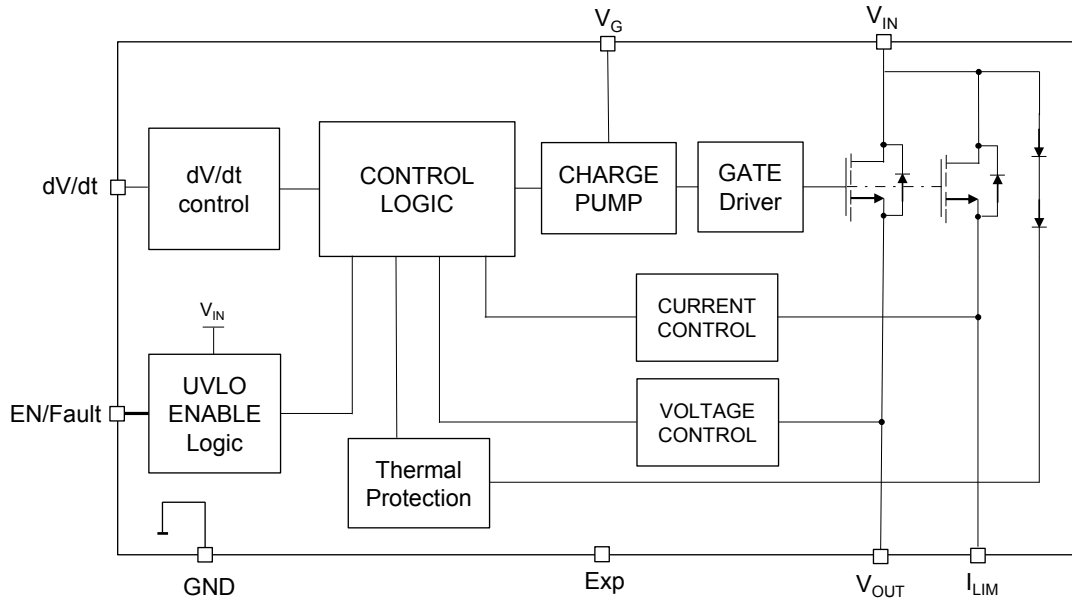 V_G
V_IN
dV/dt
dV/dt
control
CONTROL
LOGIC
CHARGE
PUMP
GATE
Driver
CURRENT
CONTROL
V_IN
UVLO
ENABLE
Logic
EN/Fault
VOLTAGE
CONTROL
Thermal
Protection
GND
Exp
V_OUT
I_LIM